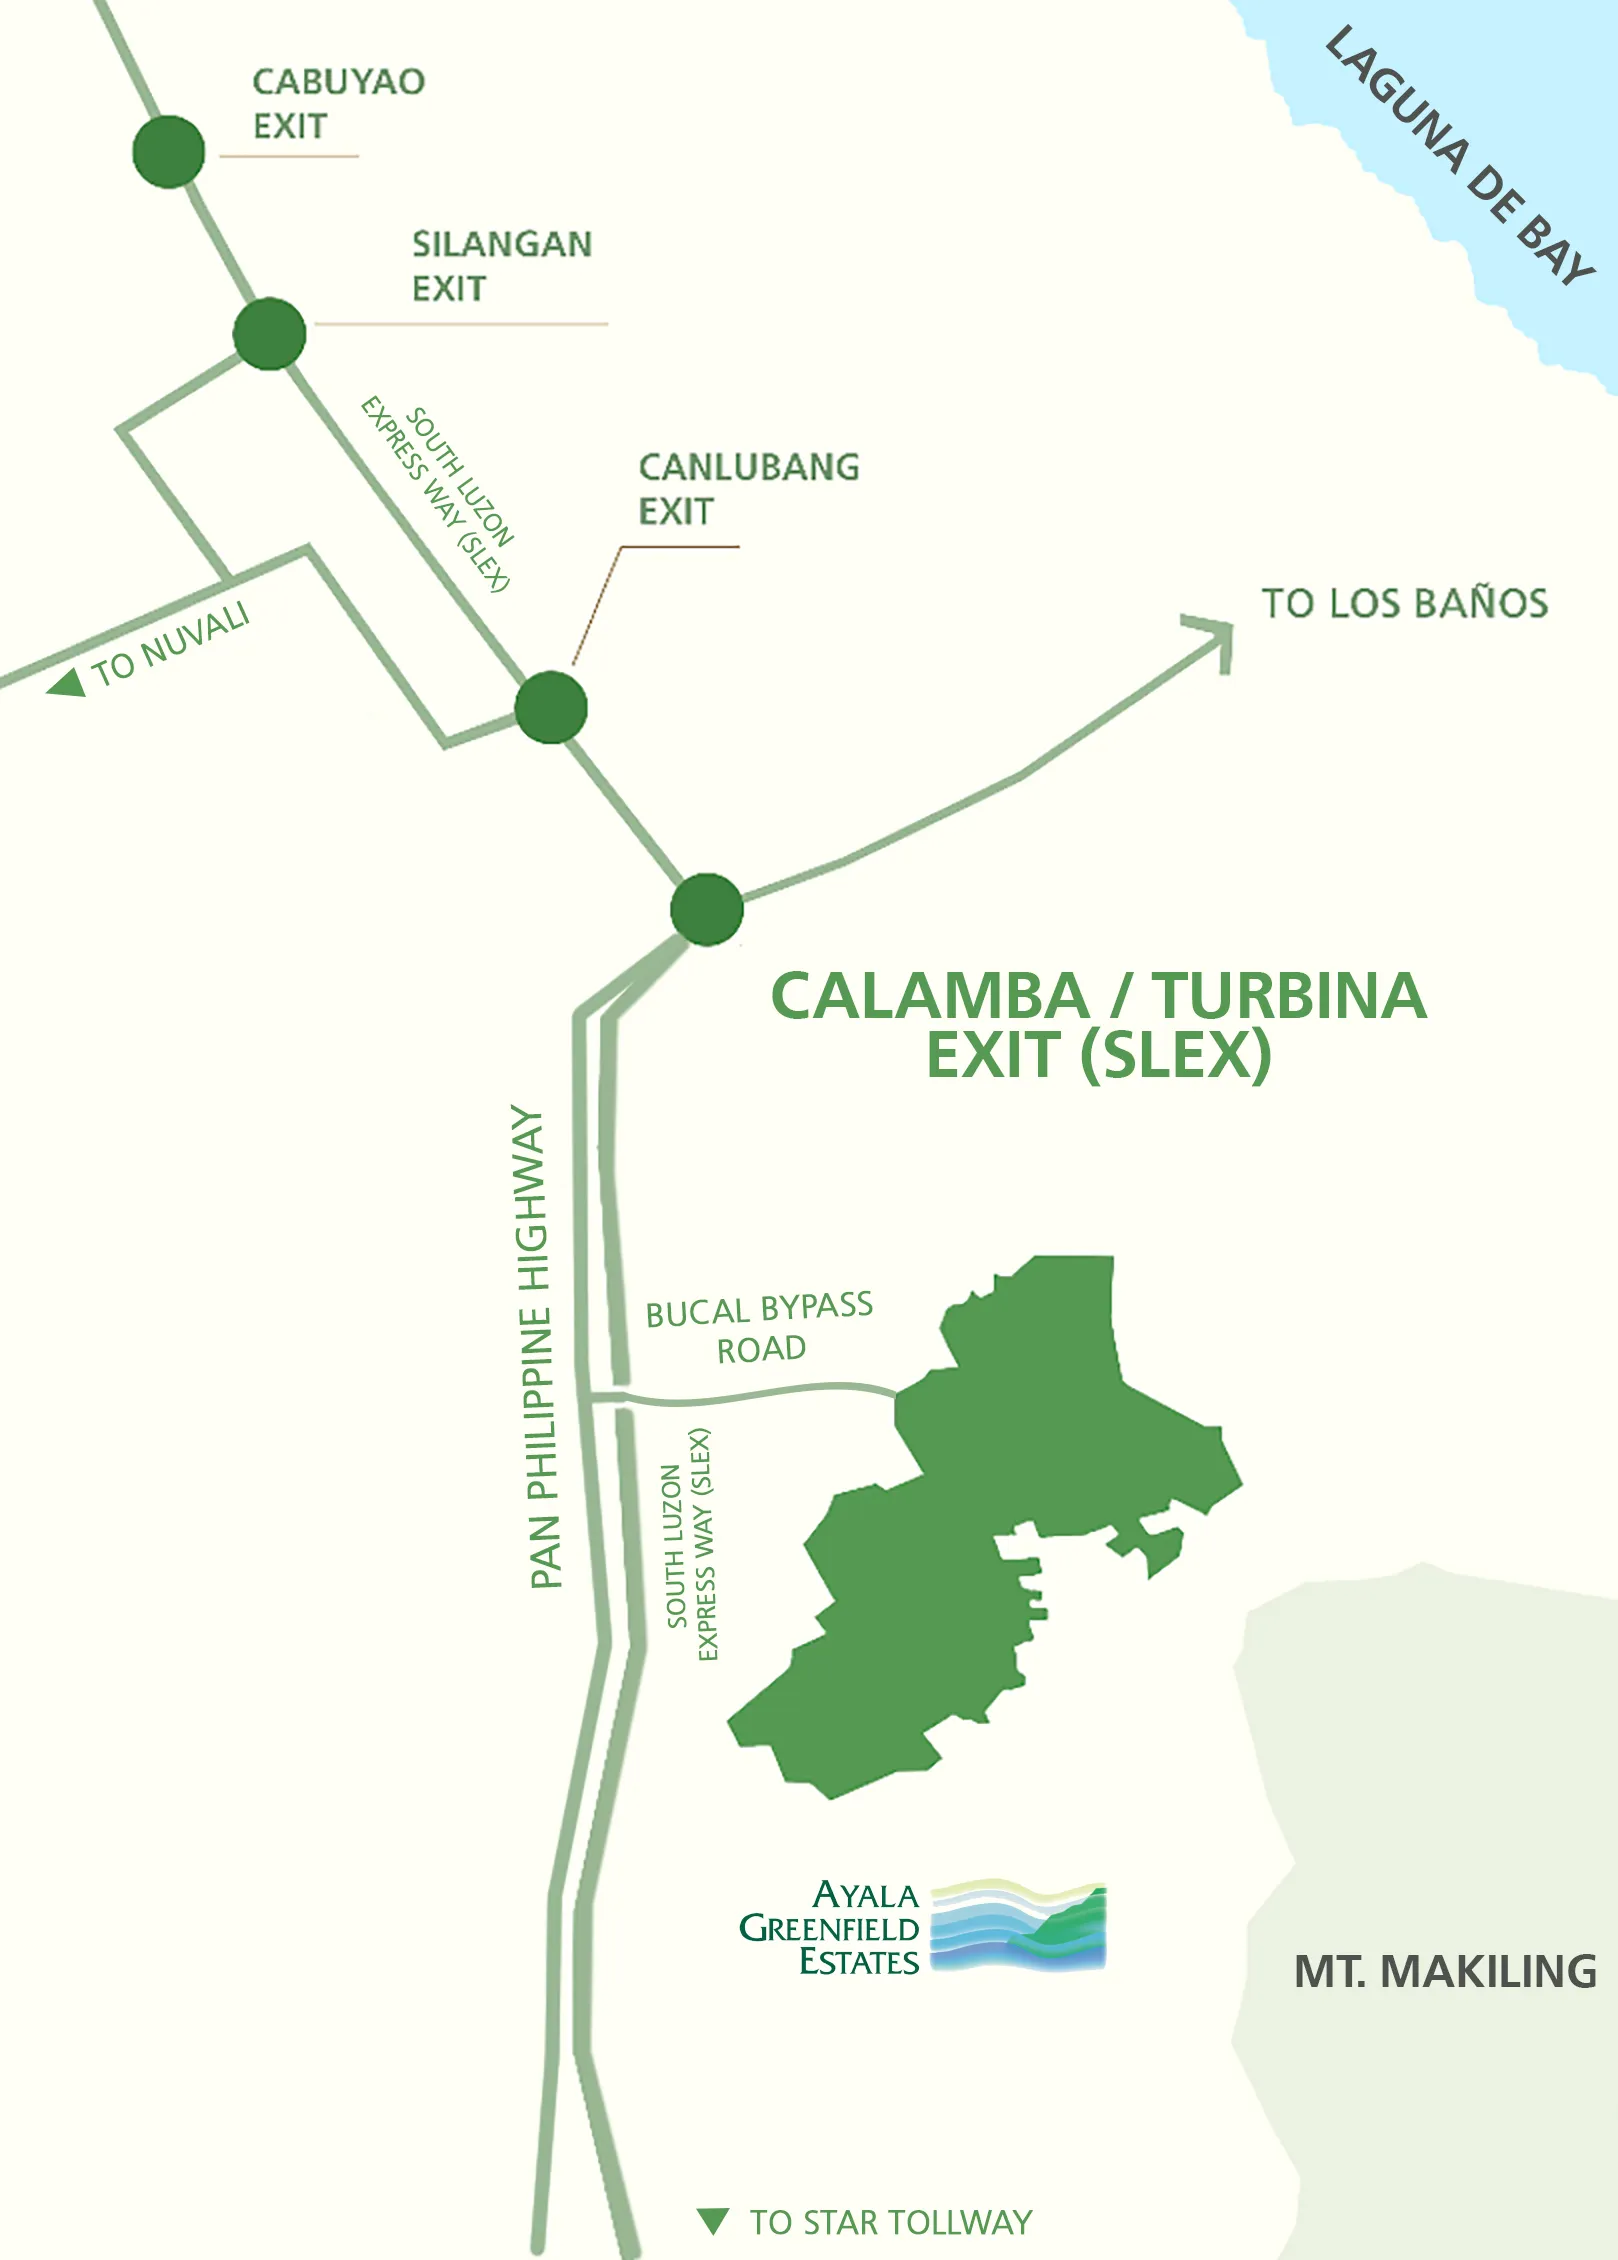 CABUYAO
EXIT
LAGUNA DE BAY
SILANGAN
EXIT
SOUTH LUZON
EXPRESS WAY (SLEX)
CANLUBANG
EXIT
TO LOS BAÑOS
TO NUVALI
CALAMBA / TURBINA
EXIT (SLEX)
PAN PHILIPPINE HIGHWAY
BUCAL BYPASS
ROAD
SOUTH LUZON
EXPRESS WAY (SLEX)
AYALA
GREENFIELD
ESTATES
MT. MAKILING
TO STAR TOLLWAY